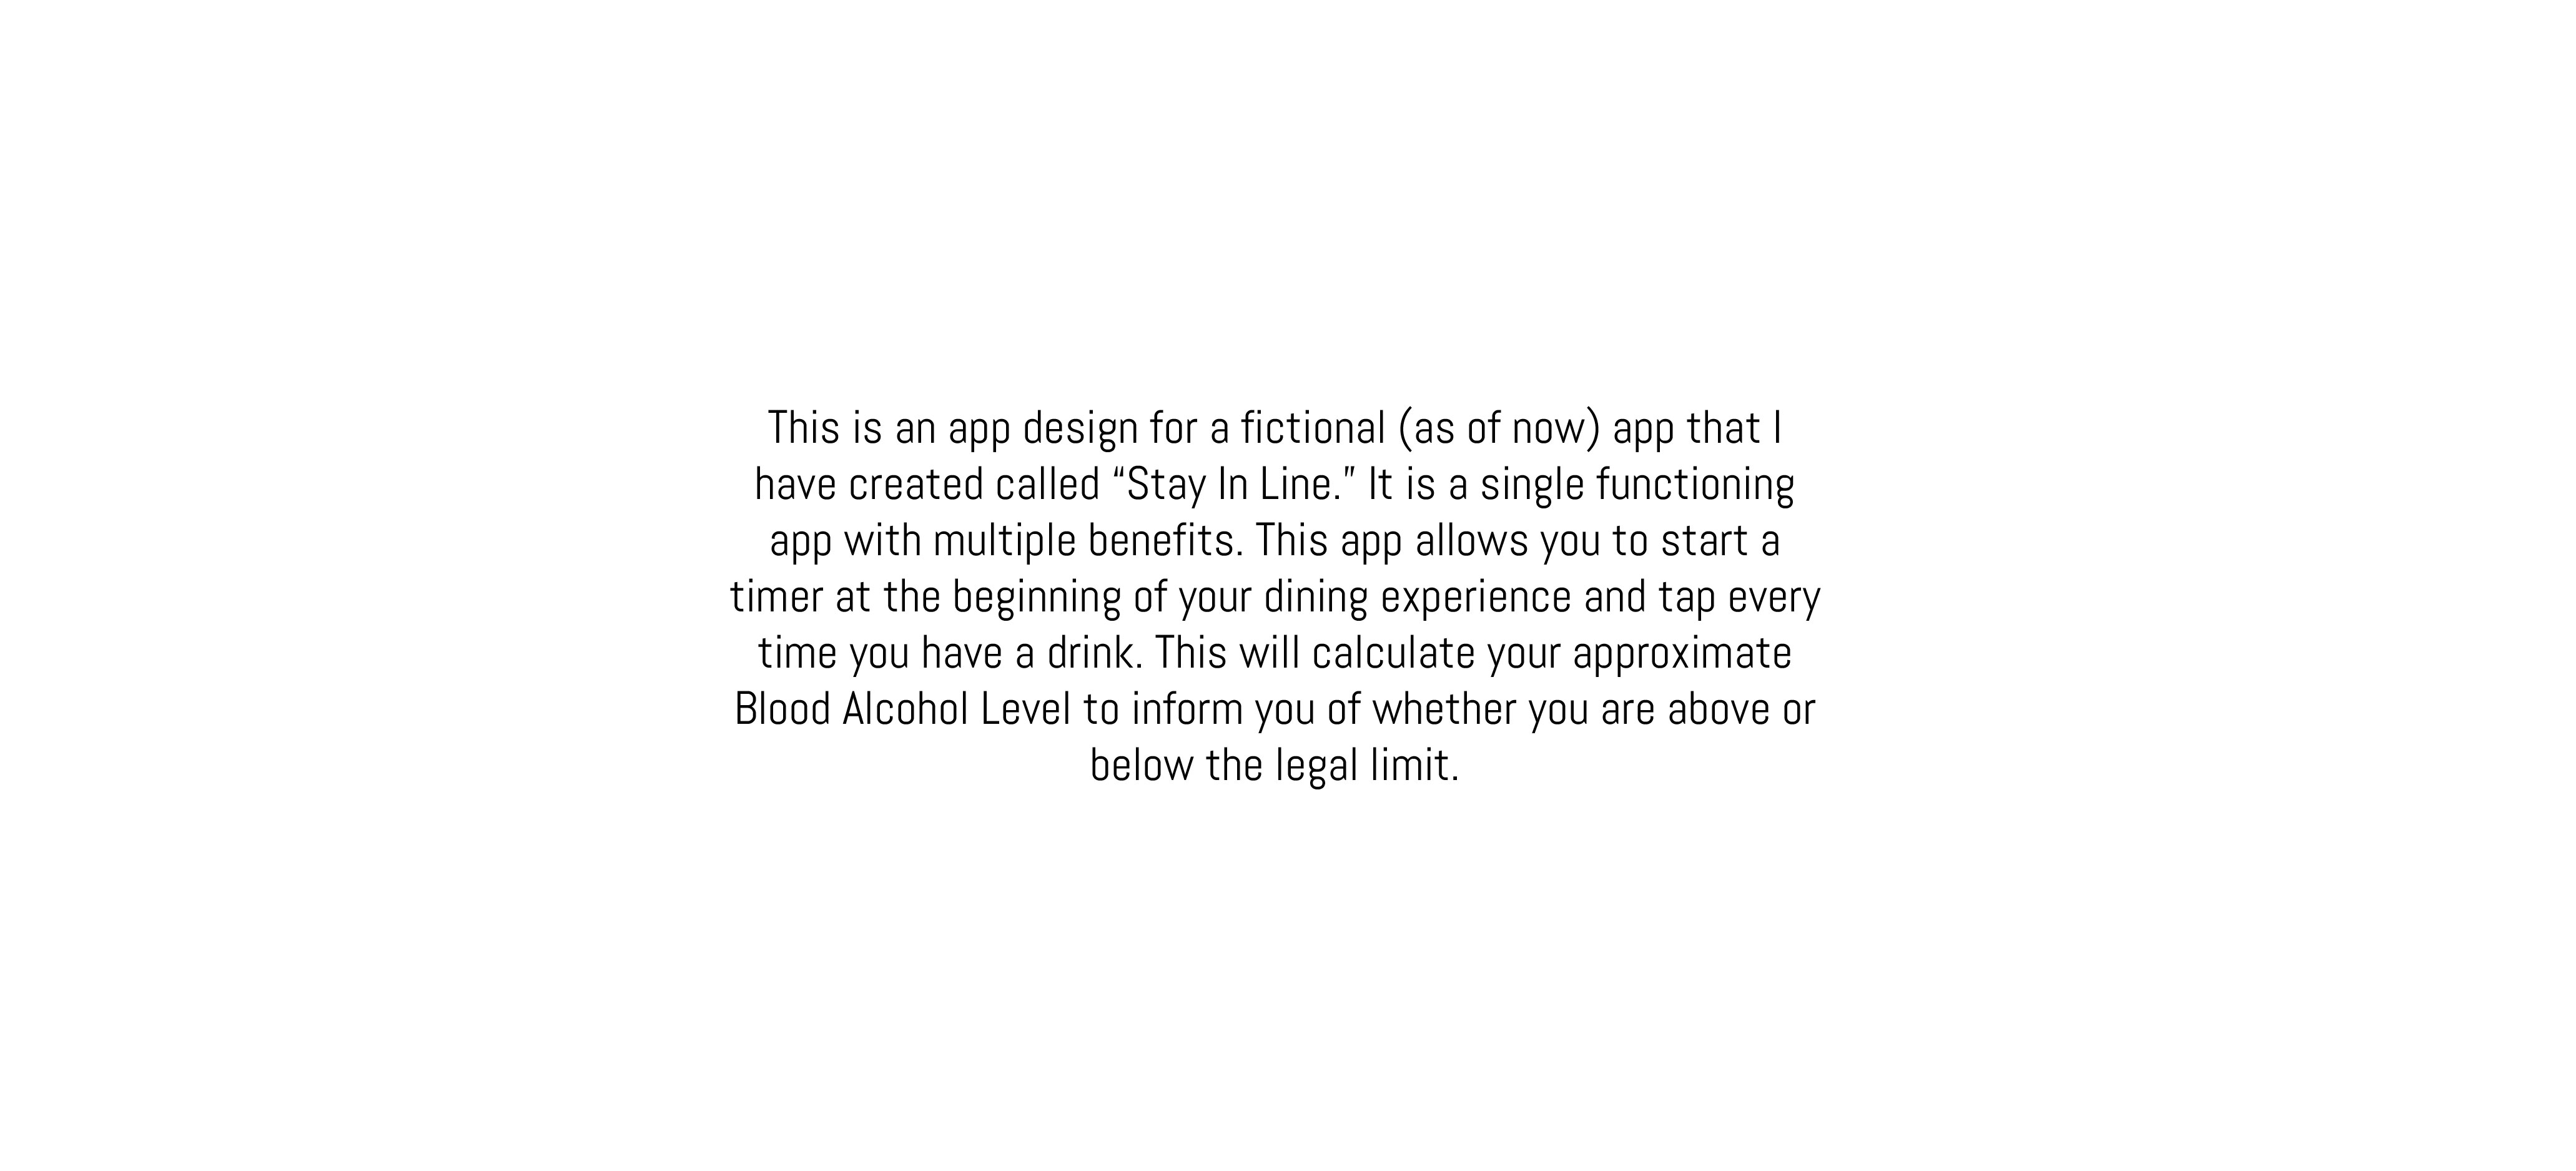 This is an app design for a fictional (as of now) app that I
have created called “Stay In Line.” It is a single functioning
app with multiple benefits. This app allows you to start a
timer at the beginning of your dining experience and tap every
time you have a drink. This will calculate your approximate
Blood Alcohol Level to inform you of whether you are above or
below the legal limit.